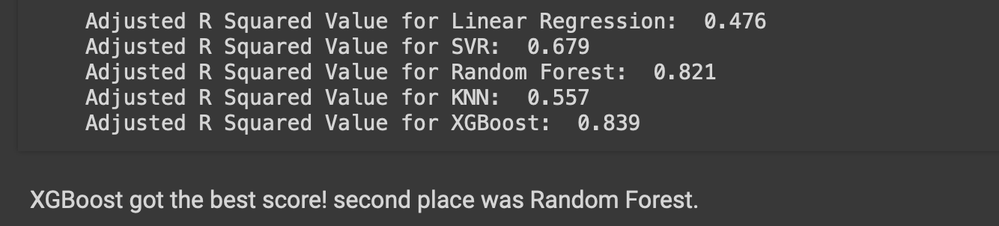 Adjusted R Squared Value for Linear Regression:  0.476
Adjusted R Squared Value for SVR:  0.679
Adjusted R Squared Value for Random Forest:  0.821
Adjusted R Squared Value for KNN:  0.557
Adjusted R Squared Value for XGBoost:  0.839
XGBoost got the best score! second place was Random Forest.